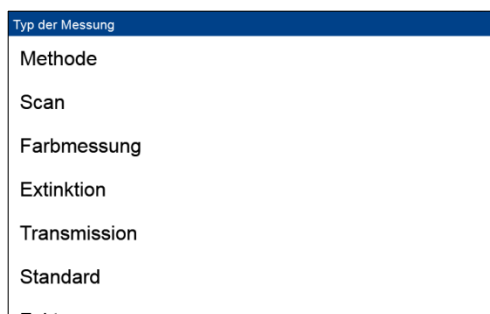 Typ der Messung
Methode
Scan
Farbmessung
Extinktion
Transmission
Standard